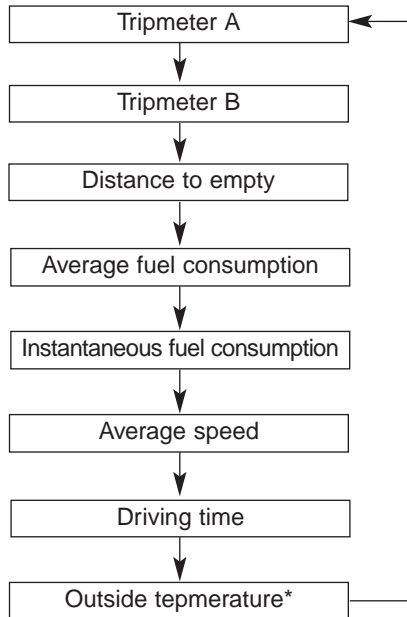 Tripmeter A
Tripmeter B
Distance to empty
Average fuel consumption
Instantaneous fuel consumption
Average speed
Driving time
Outside tepmerature*